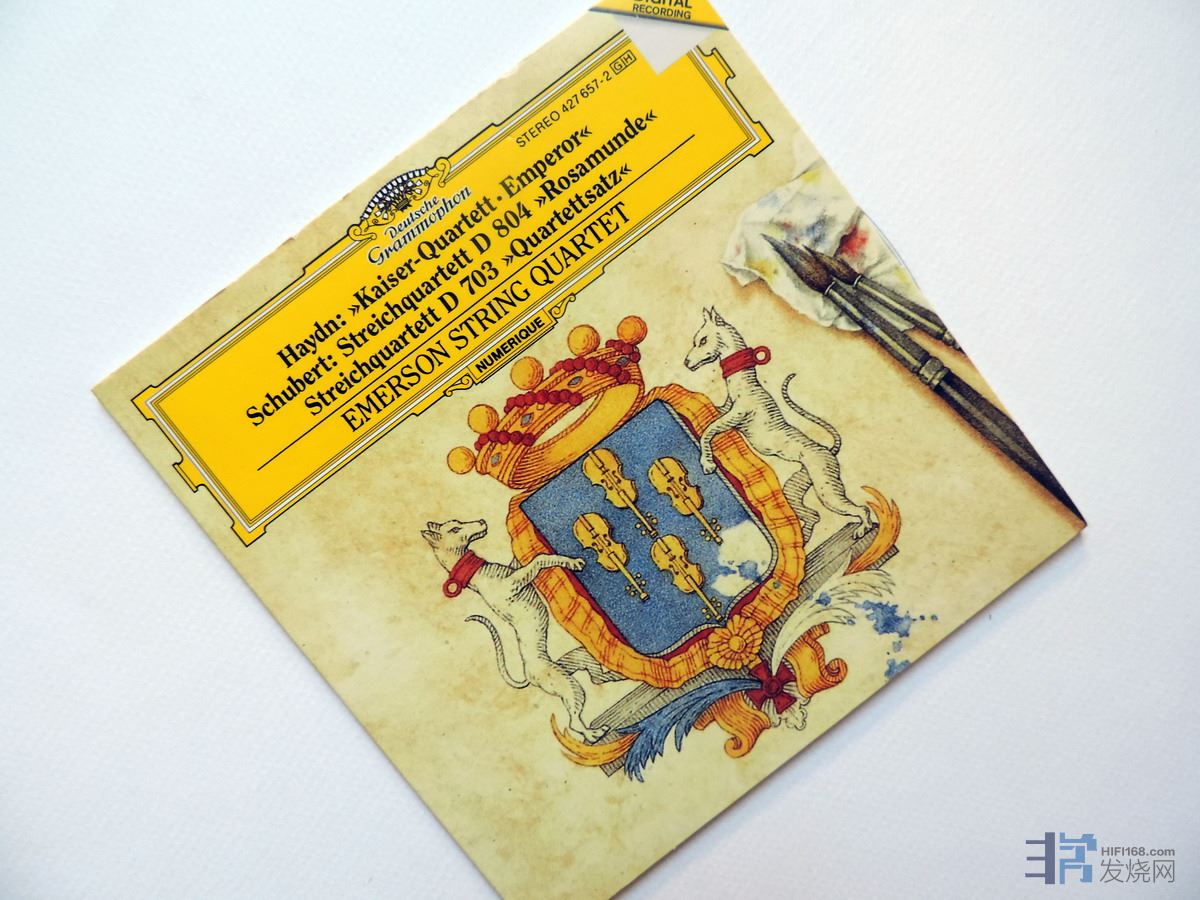 DIGITAL
RECORDING
STEREO 427 657-2 GH
Deutsche
Grammophon
Haydn: »Kaiser-Quartett · Emperor«
Schubert: Streichquartett D 804 »Rosamunde«
Streichquartett D 703 »Quartettsatz«
EMERSON STRING QUARTET
NUMERIQUE
HIFI168.com
发烧网